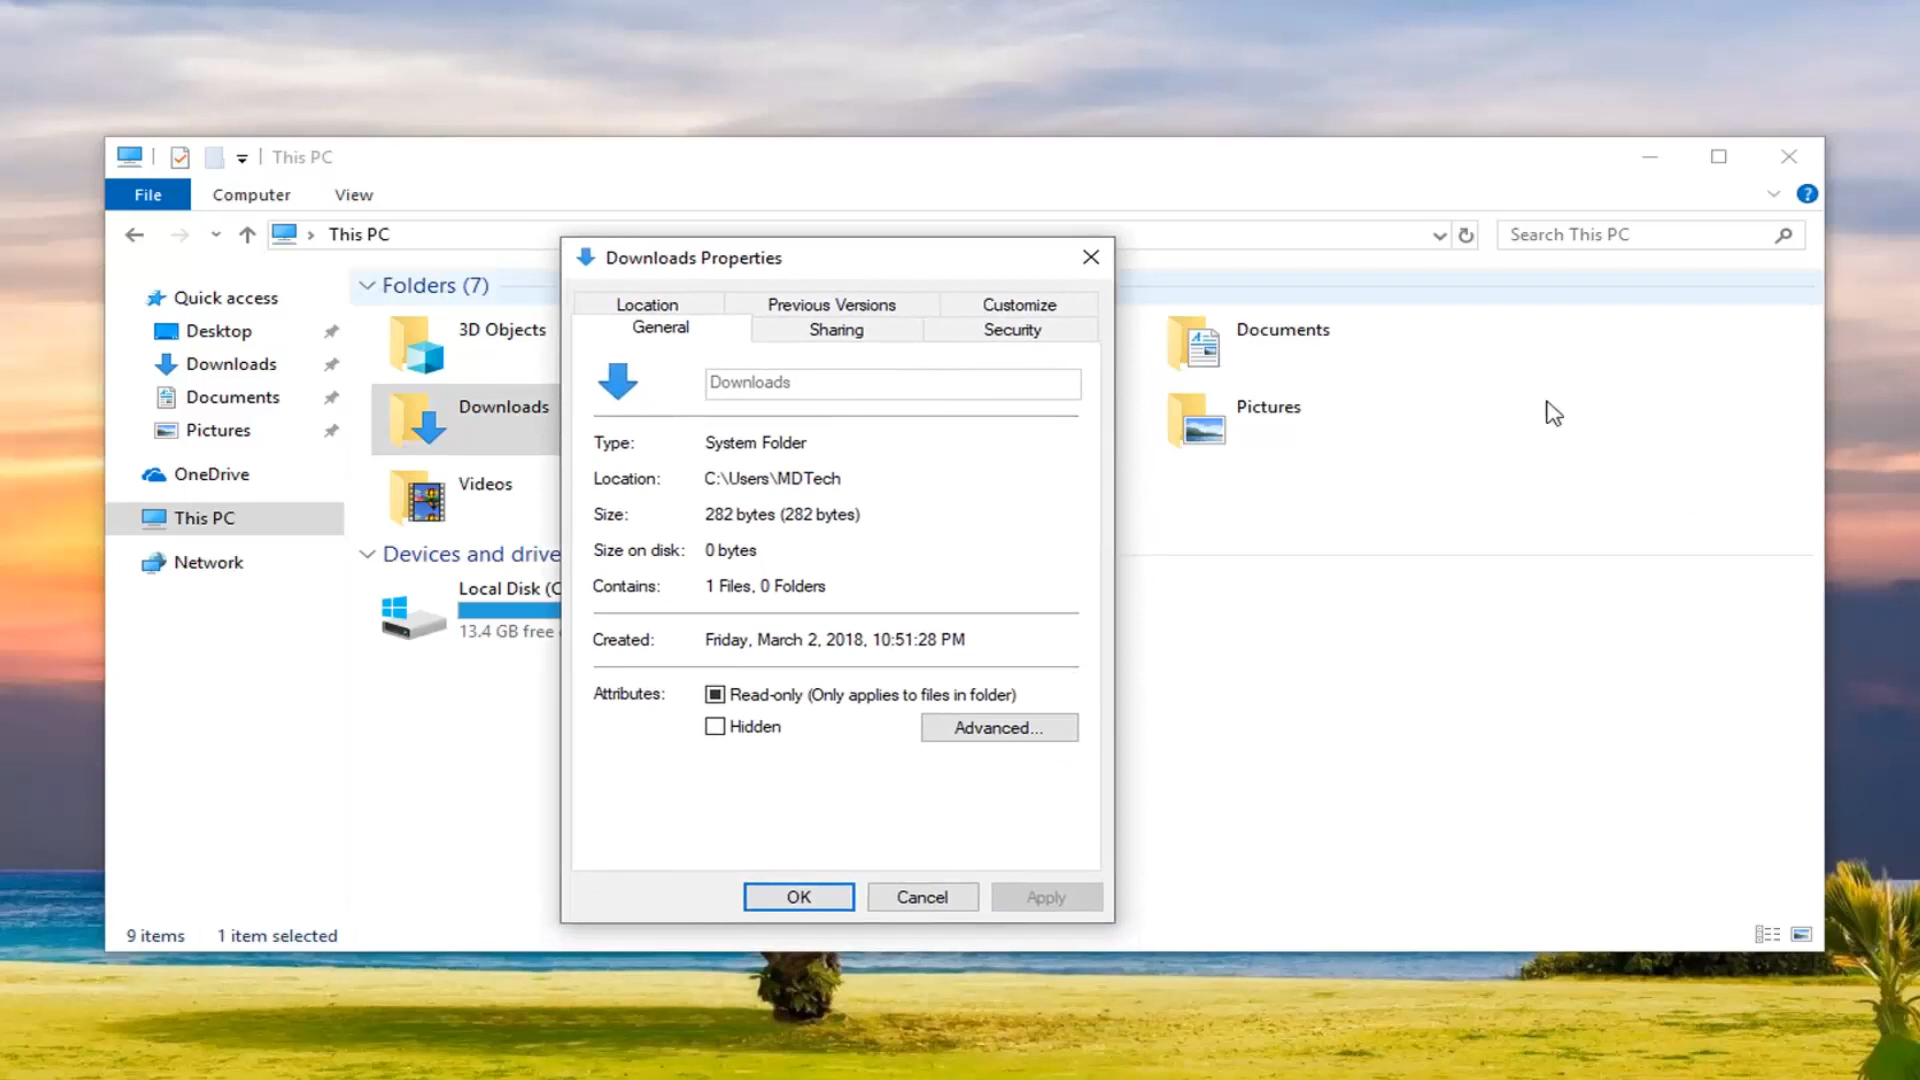 This PC
File Computer View
This PC
Search This PC
Quick access
Desktop
Downloads
Documents
Pictures
OneDrive
This PC
Network
Folders (7)
3D Objects
Downloads
Videos
Documents
Pictures
Devices and drive
Local Disk (C
13.4 GB free
Downloads Properties
Location Previous Versions Customize
General Sharing Security
Downloads
Type: System Folder
Location: C:\Users\MDTech
Size: 282 bytes (282 bytes)
Size on disk: 0 bytes
Contains: 1 Files, 0 Folders
Created: Friday, March 2, 2018, 10:51:28 PM
Attributes: Read-only (Only applies to files in folder)
Hidden Advanced...
OK Cancel Apply
9 items 1 item selected